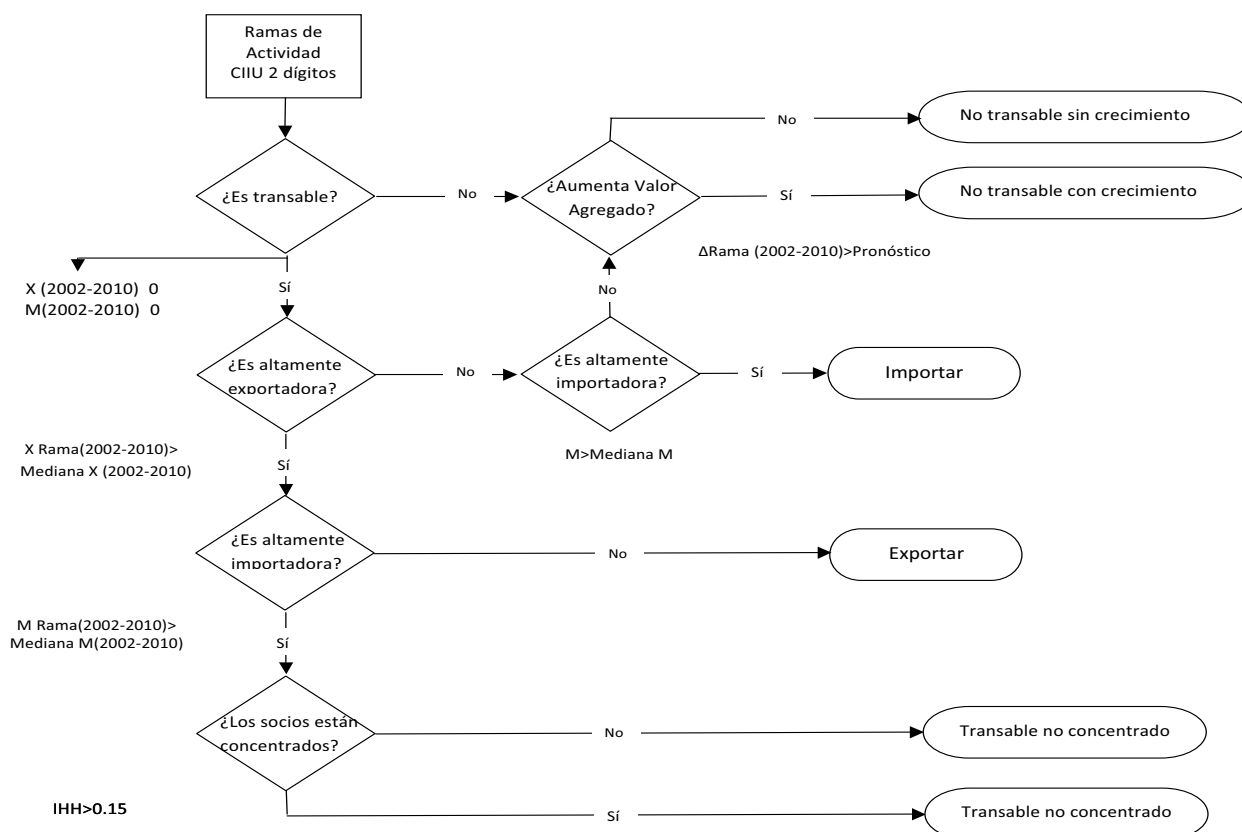 Ramas de
Actividad
CIIU 2 dígitos
No
No transable sin crecimiento
¿Es transable?
No
¿Aumenta Valor
Agregado?
Sí
No transable con crecimiento
ΔRama (2002-2010)>Pronóstico
X (2002-2010) 0
M(2002-2010) 0
Sí
No
¿Es altamente
exportadora?
No
¿Es altamente
importadora?
Sí
Importar
X Rama(2002-2010)>
Mediana X (2002-2010)
Sí
M>Mediana M
¿Es altamente
importadora?
No
Exportar
M Rama(2002-2010)>
Mediana M(2002-2010)
Sí
¿Los socios están
concentrados?
No
Transable no concentrado
IHH>0.15
Sí
Transable no concentrado